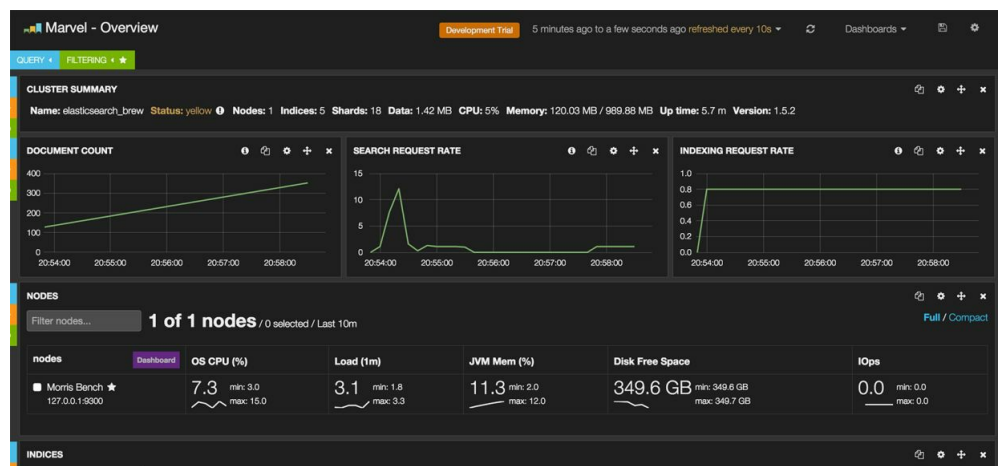 Marvel - Overview
Development Trial
5 minutes ago to a few seconds ago refreshed every 10s
Dashboards
QUERY
FILTERING
CLUSTER SUMMARY
Name: elasticsearch_brew Status: yellow Nodes: 1 Indices: 5 Shards: 18 Data: 1.42 MB CPU: 5% Memory: 120.03 MB / 989.88 MB Up time: 5.7 m Version: 1.5.2
DOCUMENT COUNT
400
300
200
100
0
20:54:00 20:55:00 20:56:00 20:57:00 20:58:00
SEARCH REQUEST RATE
15
10
5
0
20:54:00 20:55:00 20:56:00 20:57:00 20:58:00
INDEXING REQUEST RATE
1.0
0.8
0.6
0.4
0.2
0.0
20:54:00 20:55:00 20:56:00 20:57:00 20:58:00
NODES
Filter nodes... 1 of 1 nodes / 0 selected / Last 10m
Full / Compact
nodes Dashboard OS CPU (%) Load (1m) JVM Mem (%) Disk Free Space IOps
Morris Bench 7.3 min: 3.0 3.1 min: 1.8 11.3 min: 2.0 349.6 GB min: 349.6 GB 0.0 min: 0.0
127.0.0.1:9300 max: 15.0 max: 3.3 max: 12.0 max: 349.7 GB max: 0.0
INDICES